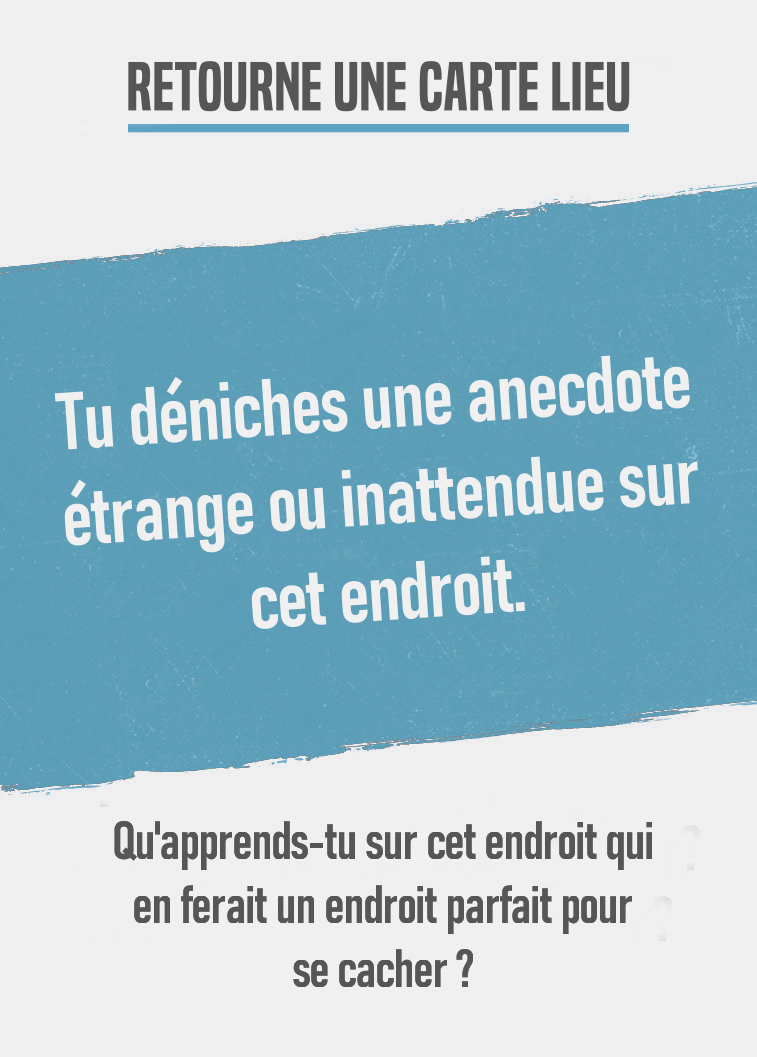 RETOURNE UNE CARTE LIEU
Tu déniches une anecdote
étrange ou inattendue sur
cet endroit.
Qu'apprends-tu sur cet endroit qui
en ferait un endroit parfait pour
se cacher ?